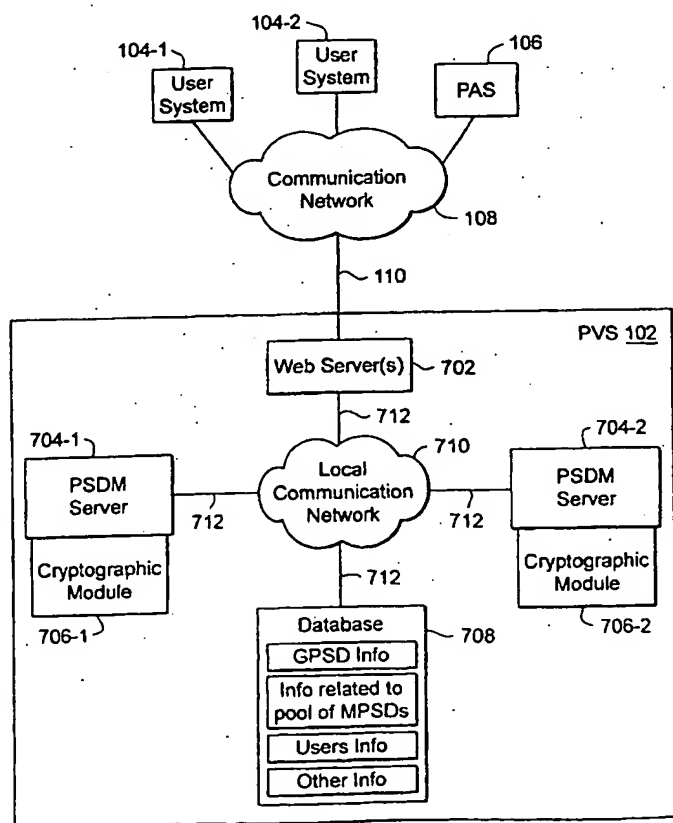 104-1
104-2
106
User
System
User
System
PAS
Communication
Network
108
110
PVS 102
Web Server(s)
702
712
704-1
710
704-2
PSDM
Server
Local
Communication
Network
PSDM
Server
712
712
Cryptographic
Module
712
Cryptographic
Module
706-1
Database
708
706-2
GPSD Info
Info related to
pool of MPSDs
Users Info
Other Info